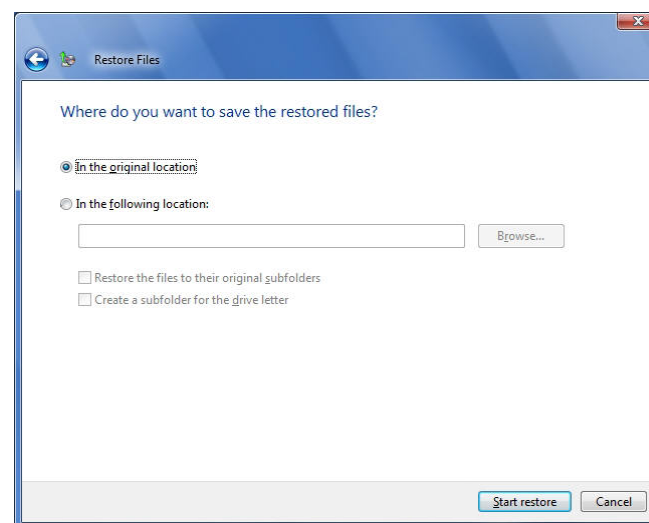 Restore Files
Where do you want to save the restored files?
In the original location
In the following location:
Browse...
Restore the files to their original subfolders
Create a subfolder for the drive letter
Start restore
Cancel